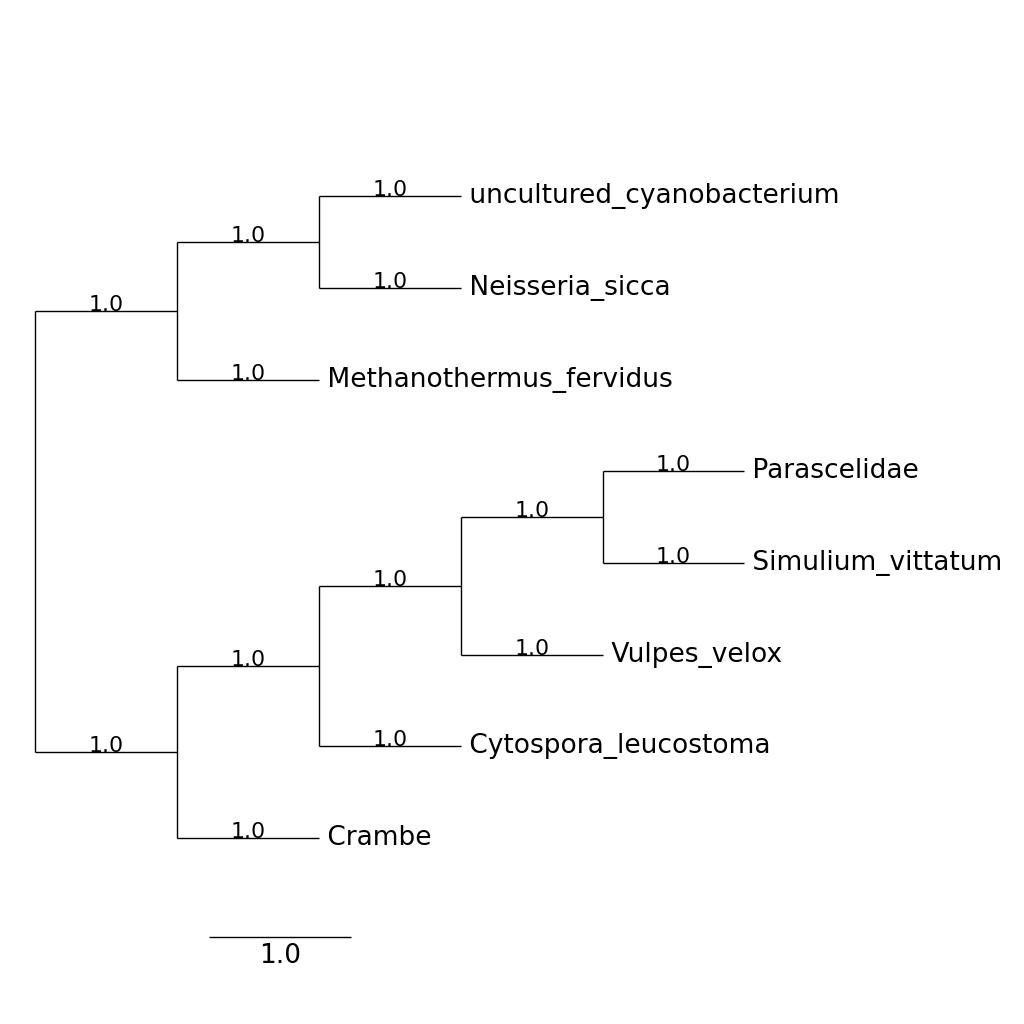 1.0
uncultured_cyanobacterium
1.0
1.0
Neisseria_sicca
1.0
1.0
Methanothermus_fervidus
1.0
Parascelidae
1.0
1.0
Simulium_vittatum
1.0
1.0
Vulpes_velox
1.0
1.0
Cytospora_leucostoma
1.0
1.0
Crambe
1.0